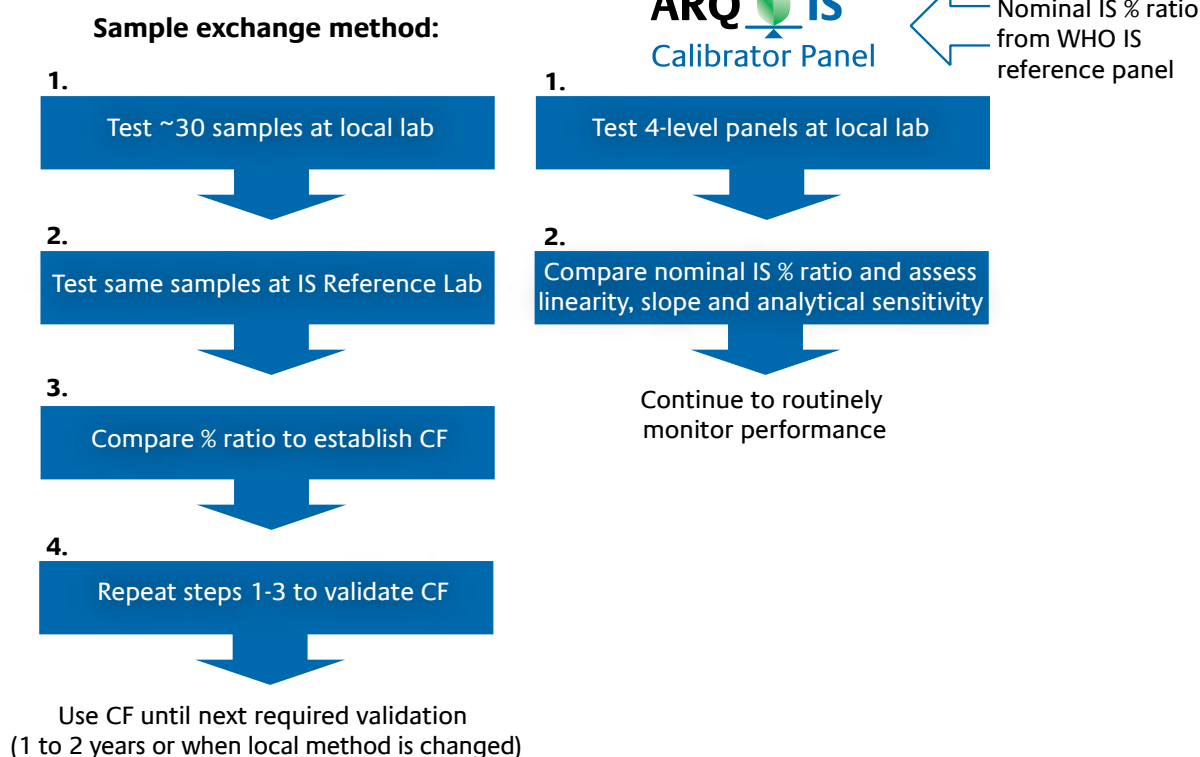 Sample exchange method:
1.
Test ~30 samples at local lab
2.
Test same samples at IS Reference Lab
3.
Compare % ratio to establish CF
4.
Repeat steps 1-3 to validate CF
Use CF until next required validation
(1 to 2 years or when local method is changed)
ARQ IS
Calibrator Panel
Nominal IS % ratio
from WHO IS
reference panel
1.
Test 4-level panels at local lab
2.
Compare nominal IS % ratio and assess
linearity, slope and analytical sensitivity
Continue to routinely
monitor performance